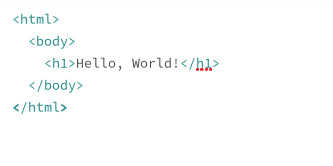 <html>
  <body>
    <h1>Hello, World!</h1>
  </body>
</html>